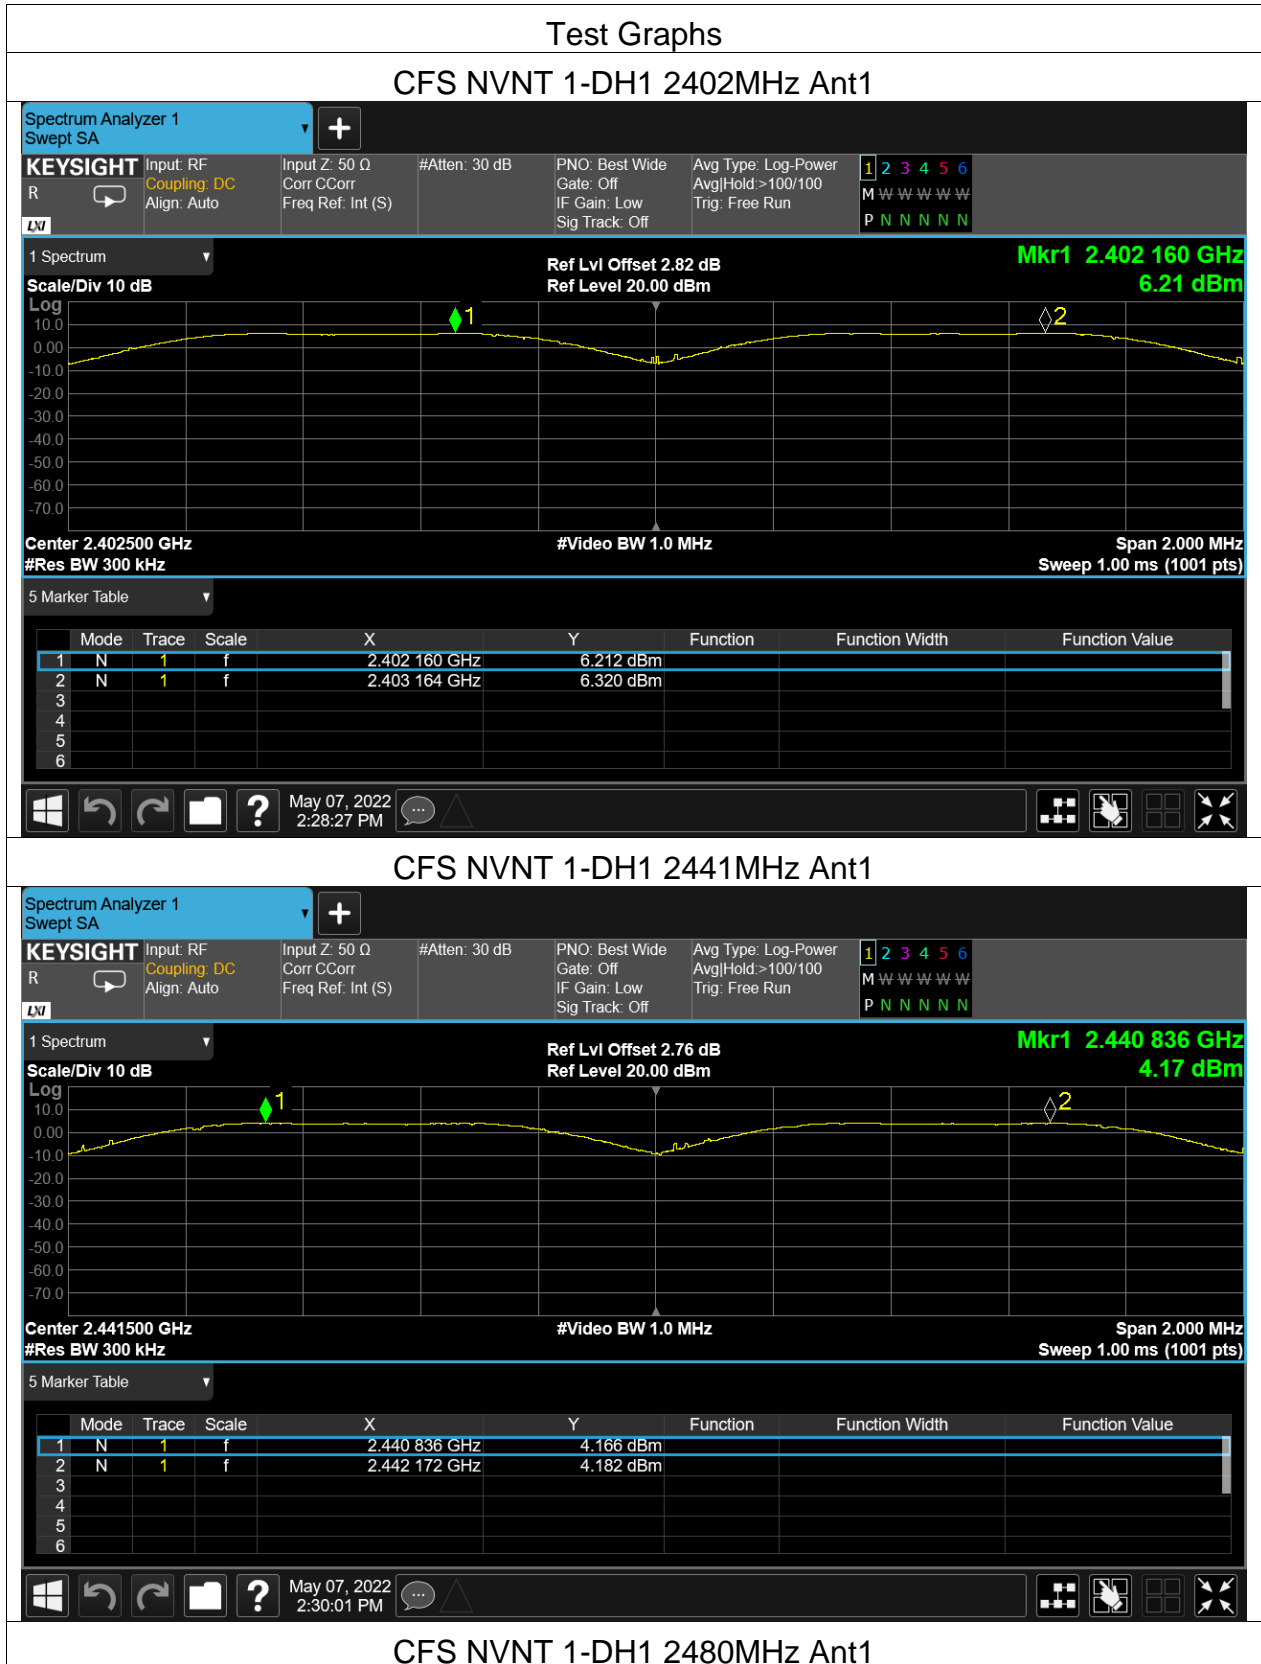 Test Graphs
CFS NVNT 1-DH1 2402MHz Ant1
Spectrum Analyzer 1
Swept SA
KEYSIGHT Input: RF Input Z: 50 Ω #Atten: 30 dB PNO: Best Wide Avg Type: Log-Power 1 2 3 4 5 6
R Coupling: DC Corr CCorr Gate: Off Avg|Hold:>100/100 M W W W W W
Align: Auto Freq Ref: Int (S) IF Gain: Low Trig: Free Run
LXI Sig Track: Off P N N N N N
1 Spectrum Ref Lvl Offset 2.82 dB Mkr1 2.402 160 GHz
Scale/Div 10 dB Ref Level 20.00 dBm 6.21 dBm
Log
1 2
10.0
0.00
-10.0
-20.0
-30.0
-40.0
-50.0
-60.0
-70.0
Center 2.402500 GHz #Video BW 1.0 MHz Span 2.000 MHz
#Res BW 300 kHz Sweep 1.00 ms (1001 pts)
5 Marker Table
Mode Trace Scale X Y Function Function Width Function Value
1 N 1 f 2.402 160 GHz 6.212 dBm
2 N 1 f 2.403 164 GHz 6.320 dBm
3
4
5
6
? May 07, 2022
2:28:27 PM
CFS NVNT 1-DH1 2441MHz Ant1
Spectrum Analyzer 1
Swept SA
KEYSIGHT Input: RF Input Z: 50 Ω #Atten: 30 dB PNO: Best Wide Avg Type: Log-Power 1 2 3 4 5 6
R Coupling: DC Corr CCorr Gate: Off Avg|Hold:>100/100 M W W W W W
Align: Auto Freq Ref: Int (S) IF Gain: Low Trig: Free Run
LXI Sig Track: Off P N N N N N
1 Spectrum Ref Lvl Offset 2.76 dB Mkr1 2.440 836 GHz
Scale/Div 10 dB Ref Level 20.00 dBm 4.17 dBm
Log
1 2
10.0
0.00
-10.0
-20.0
-30.0
-40.0
-50.0
-60.0
-70.0
Center 2.441500 GHz #Video BW 1.0 MHz Span 2.000 MHz
#Res BW 300 kHz Sweep 1.00 ms (1001 pts)
5 Marker Table
Mode Trace Scale X Y Function Function Width Function Value
1 N 1 f 2.440 836 GHz 4.166 dBm
2 N 1 f 2.442 172 GHz 4.182 dBm
3
4
5
6
? May 07, 2022
2:30:01 PM
CFS NVNT 1-DH1 2480MHz Ant1